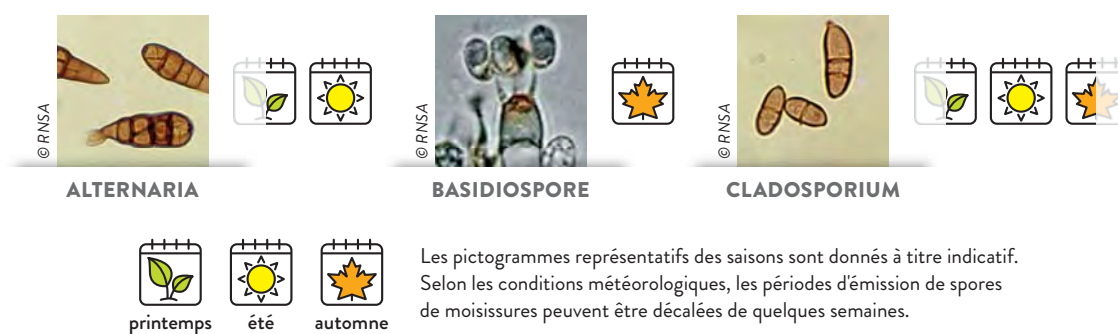 © RNSA
ALTERNARIA
© RNSA
BASIDIOSPORE
© RNSA
CLADOSPORIUM
printemps
été
automne
Les pictogrammes représentatifs des saisons sont donnés à titre indicatif.
Selon les conditions météorologiques, les périodes d'émission de spores
de moisissures peuvent être décalées de quelques semaines.